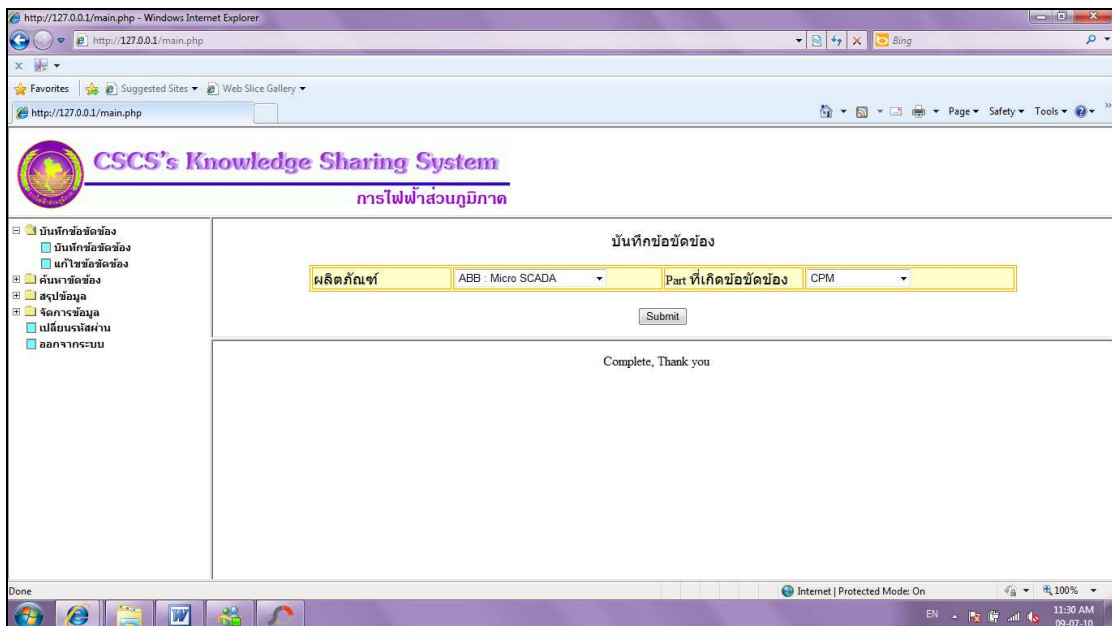 http://127.0.0.1/main.php - Windows Internet Explorer
http://127.0.0.1/main.php
Bing
Favorites Suggested Sites Web Slice Gallery
http://127.0.0.1/main.php Page Safety Tools
CSCS's Knowledge Sharing System
การไฟฟ้าส่วนภูมิภาค
บันทึกข้อขัดข้อง
บันทึกข้อขัดข้อง
แก้ไขข้อขัดข้อง
ค้นหาขัดข้อง
สรุปข้อมูล
จัดการข้อมูล
เปลี่ยนรหัสผ่าน
ออกจากระบบ
บันทึกข้อขัดข้อง
ผลิตภัณฑ์ ABB : Micro SCADA Part ที่เกิดข้อขัดข้อง CPM
Submit
Complete, Thank you
Done Internet | Protected Mode: On 100%
EN 11:30 AM
09-07-10